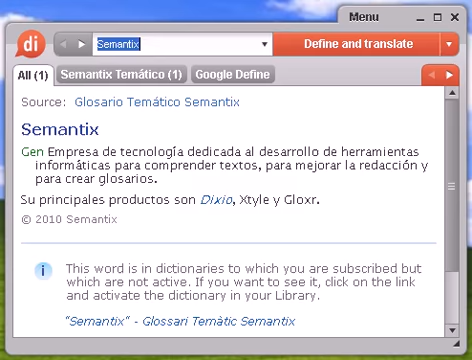 Menu
di
Semantix
Define and translate
All (1)
Semantix Temático (1)
Google Define
Source: Glosario Temático Semantix
Semantix
Gen Empresa de tecnología dedicada al desarrollo de herramientas
informáticas para comprender textos, para mejorar la redacción y
para crear glosarios.
Su principales productos son Dixio, Xtyle y Gloxr.
© 2010 Semantix
i
This word is in dictionaries to which you are subscribed but
which are not active. If you want to see it, click on the link
and activate the dictionary in your Library.
"Semantix" - Glossari Temàtic Semantix